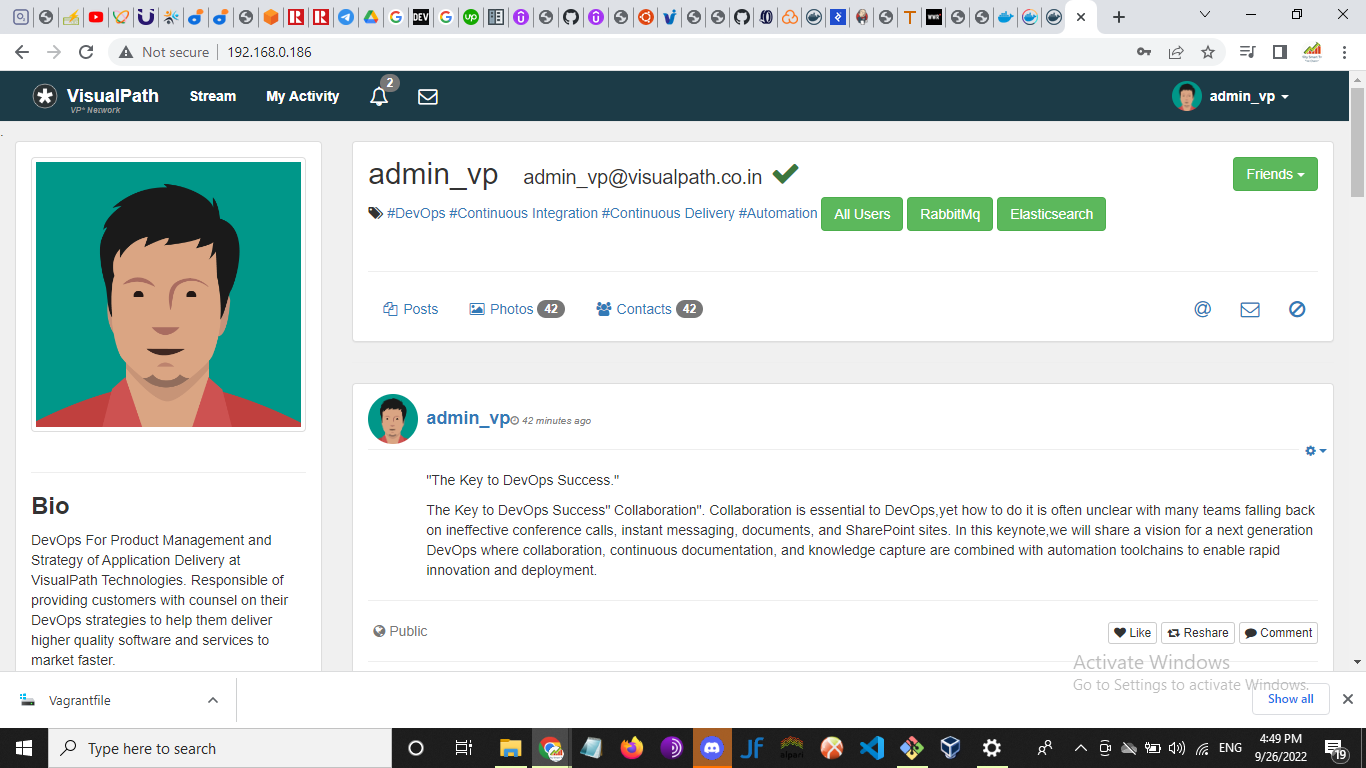 DEV
up
T
WWR
Not secure
192.168.0.186
VisualPath
VP* Network
Stream
My Activity
2
admin_vp
.
admin_vp
admin_vp@visualpath.co.in
Friends
#DevOps #Continuous Integration #Continuous Delivery #Automation
All Users
RabbitMq
Elasticsearch
Posts
Photos 42
Contacts 42
@
Bio
DevOps For Product Management and
Strategy of Application Delivery at
VisualPath Technologies. Responsible of
providing customers with counsel on their
DevOps strategies to help them deliver
higher quality software and services to
market faster.
admin_vp 42 minutes ago
"The Key to DevOps Success."
The Key to DevOps Success" Collaboration". Collaboration is essential to DevOps,yet how to do it is often unclear with many teams falling back
on ineffective conference calls, instant messaging, documents, and SharePoint sites. In this keynote,we will share a vision for a next generation
DevOps where collaboration, continuous documentation, and knowledge capture are combined with automation toolchains to enable rapid
innovation and deployment.
Public
Like
Reshare
Comment
Activate Windows
Go to Settings to activate Windows.
Vagrantfile
Show all
Type here to search
JF
ENG
4:49 PM
9/26/2022
19